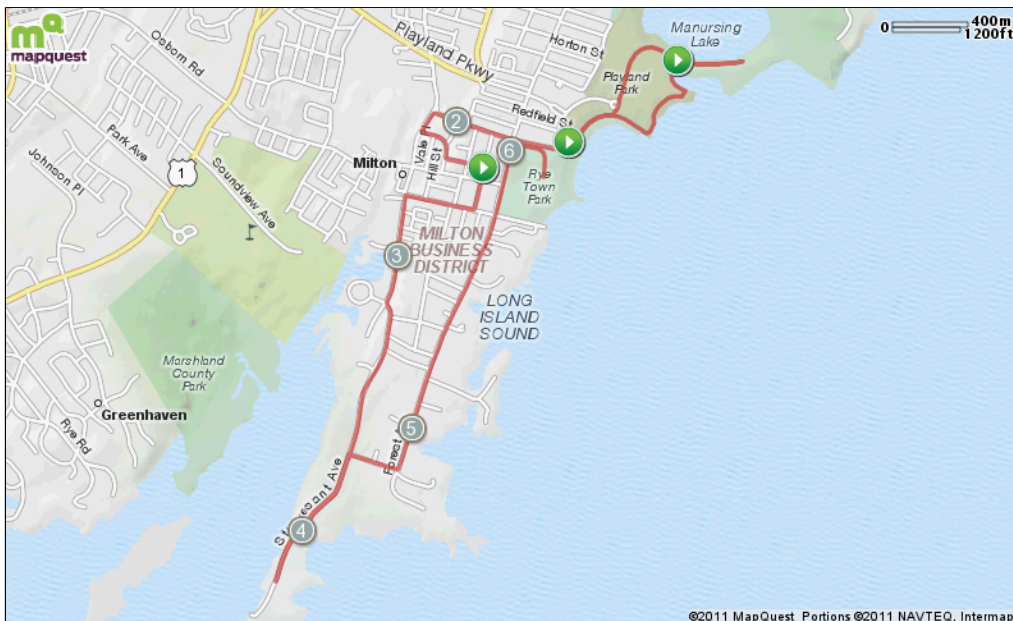 mapquest
Osborn Rd
Playland Pkwy
Horton St
Manursing
Lake
0 400m
1200ft
Playland
Park
Park Ave
Johnson Pl
1
Soundview Ave
Milton
Vale Pl
Hill St
2
Redfield St
6
Rye
Town
Park
3
MILTON
BUSINESS
DISTRICT
LONG
ISLAND
SOUND
Marshland
County
Park
Greenhaven
Rye Rd
5
Forest
Ave
4
©2011 MapQuest Portions ©2011 NAVTEQ, Intermap